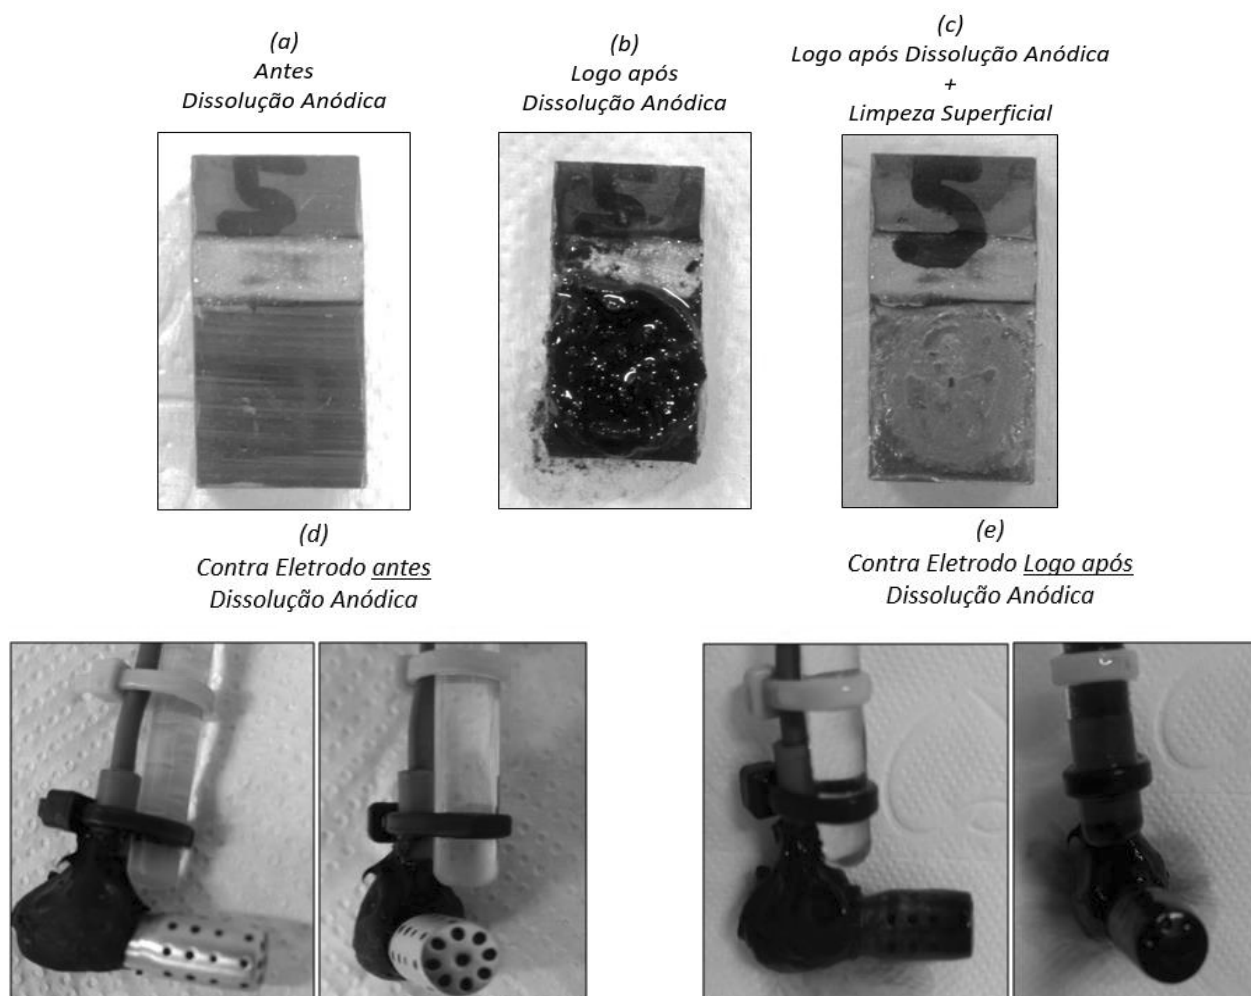 (a)
Antes
Dissolução Anódica
(b)
Logo após
Dissolução Anódica
(c)
Logo após Dissolução Anódica
+
Limpeza Superficial
5
5
5
(d)
Contra Eletrodo antes
Dissolução Anódica
(e)
Contra Eletrodo Logo após
Dissolução Anódica